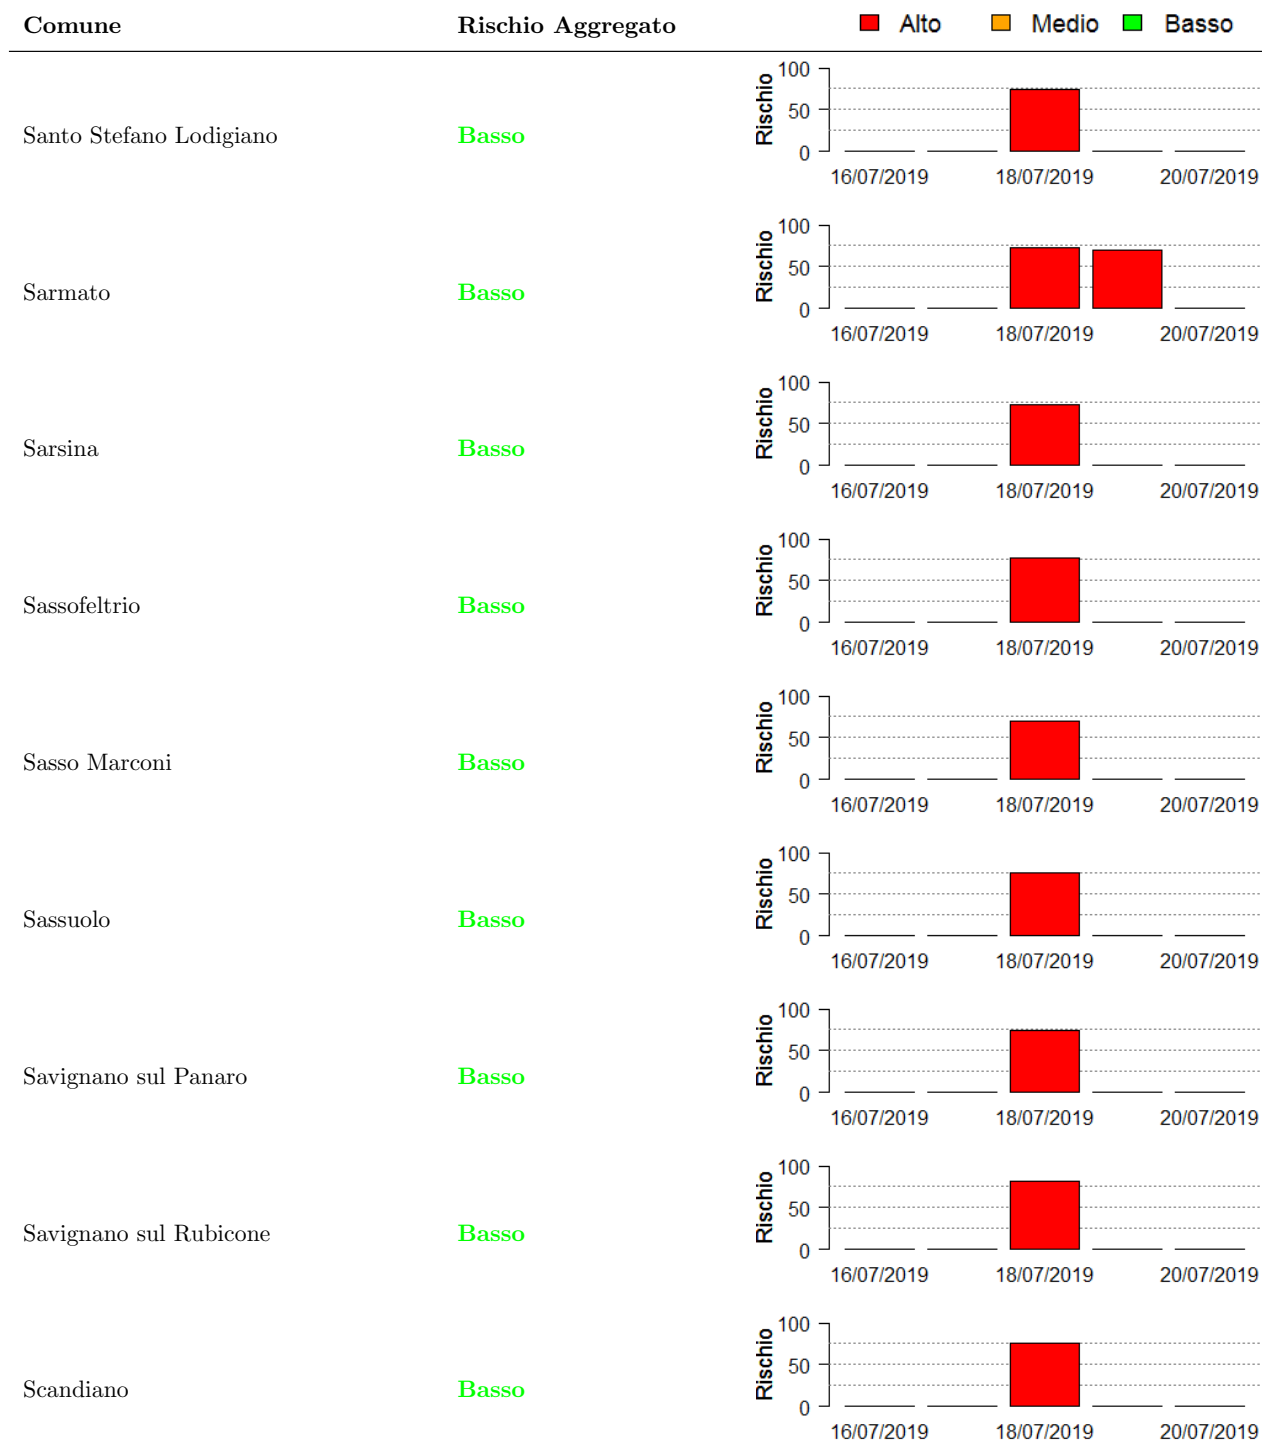 Comune Rischio Aggregato Alto Medio Basso
Santo Stefano Lodigiano Basso
Rischio
100
50
0
16/07/2019 18/07/2019 20/07/2019
Sarmato Basso
Rischio
100
50
0
16/07/2019 18/07/2019 20/07/2019
Sarsina Basso
Rischio
100
50
0
16/07/2019 18/07/2019 20/07/2019
Sassofeltrio Basso
Rischio
100
50
0
16/07/2019 18/07/2019 20/07/2019
Sasso Marconi Basso
Rischio
100
50
0
16/07/2019 18/07/2019 20/07/2019
Sassuolo Basso
Rischio
100
50
0
16/07/2019 18/07/2019 20/07/2019
Savignano sul Panaro Basso
Rischio
100
50
0
16/07/2019 18/07/2019 20/07/2019
Savignano sul Rubicone Basso
Rischio
100
50
0
16/07/2019 18/07/2019 20/07/2019
Scandiano Basso
Rischio
100
50
0
16/07/2019 18/07/2019 20/07/2019